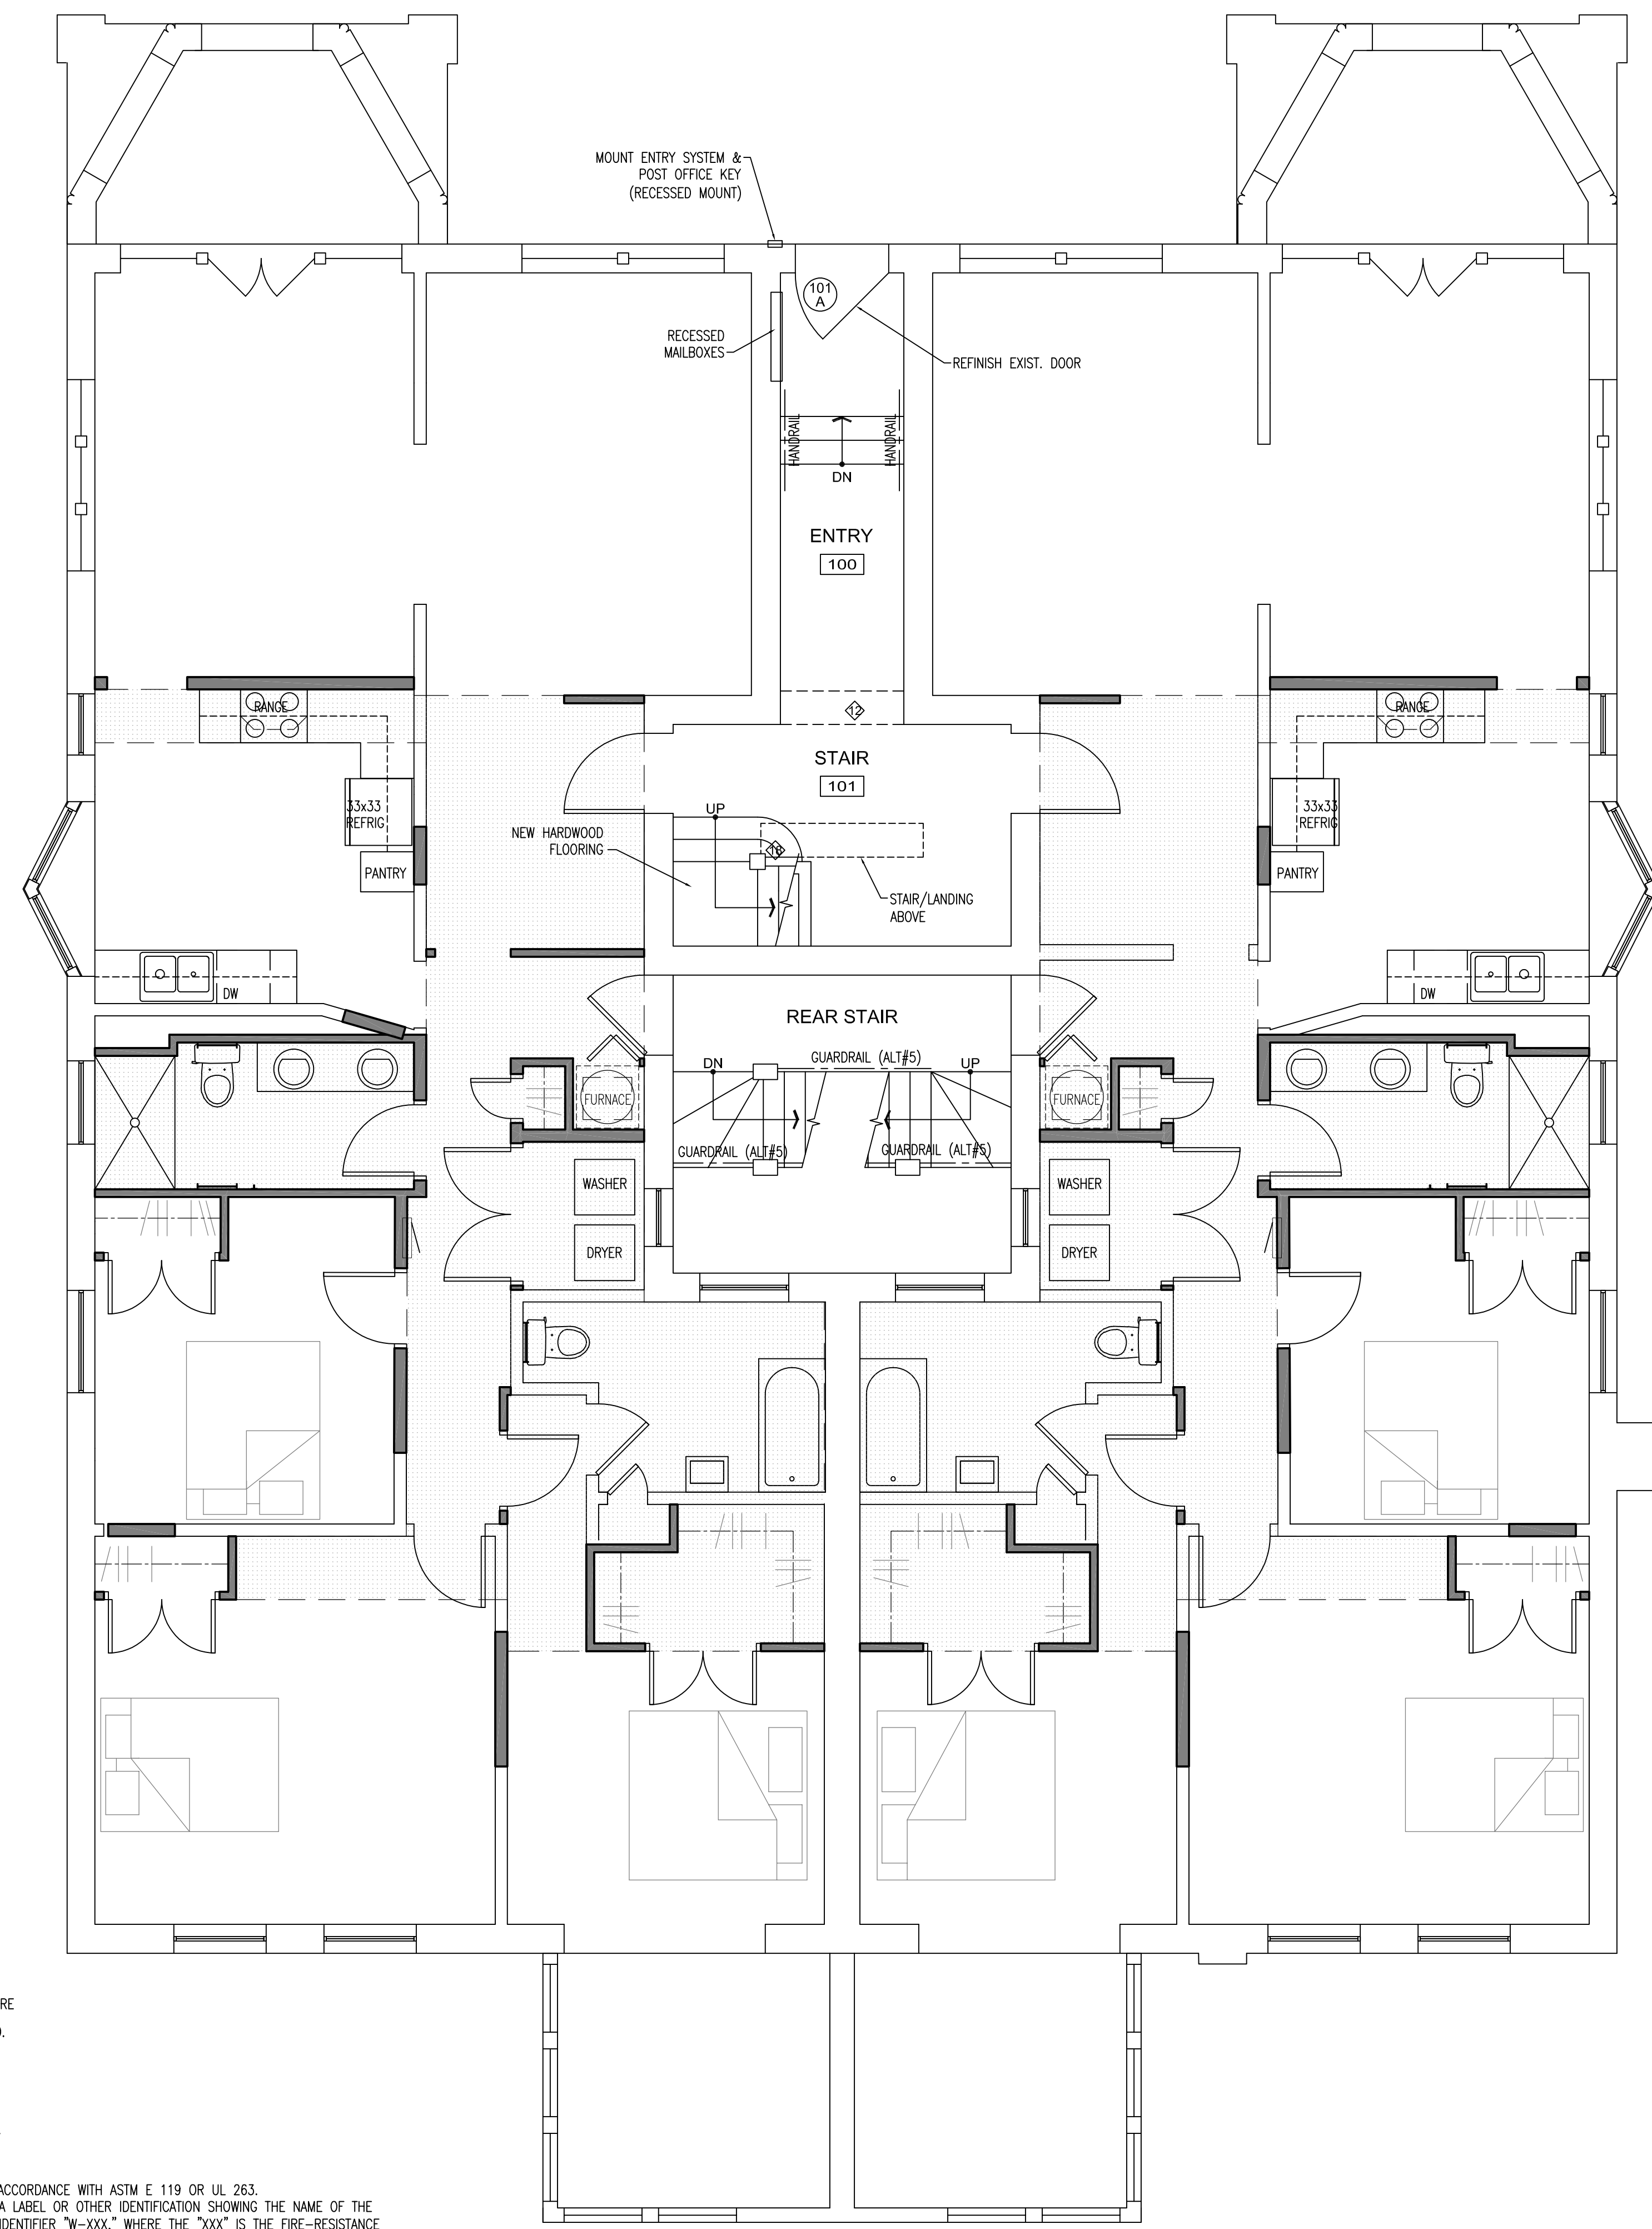 MOUNT ENTRY SYSTEM &
POST OFFICE KEY
(RECESSED MOUNT)
101
A
RECESSED
MAILBOXES
REFINISH EXIST. DOOR
HANDRAIL
HANDRAIL
DN
ENTRY
100
RANGE
RANGE
12
STAIR
101
33x33
REFRIG
33x33
REFRIG
UP
NEW HARDWOOD
FLOORING
PANTRY
PANTRY
STAIR/LANDING
ABOVE
DW
DW
REAR STAIR
DN
GUARDRAIL (ALT#5)
UP
FURNACE
FURNACE
GUARDRAIL (ALT#5)
GUARDRAIL (ALT#5)
WASHER
WASHER
DRYER
DRYER
RE
).
ACCORDANCE WITH ASTM E 119 OR UL 263.
A LABEL OR OTHER IDENTIFICATION SHOWING THE NAME OF THE
IDENTIFIER "W-XXX," WHERE THE "XXX" IS THE FIRE-RESISTANCE